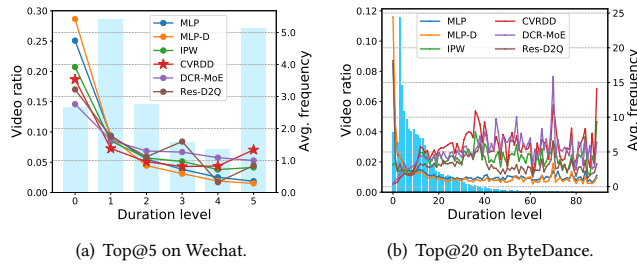 0.30
0.25
0.20
0.15
0.10
0.05
0.00
Video ratio
MLP
MLP-D
IPW
CVRDD
DCR-MoE
Res-D2Q
5.0
4.0
3.0
2.0
1.0
0.0
Avg. frequency
0 1 2 3 4 5
Duration level
(a) Top@5 on Wechat.
0.12
0.10
0.08
0.06
0.04
0.02
0.00
Video ratio
MLP CVRDD
MLP-D DCR-MoE
IPW Res-D2Q
25
20
15
10
5
0
Avg. frequency
0 20 40 60 80
Duration level
(b) Top@20 on ByteDance.